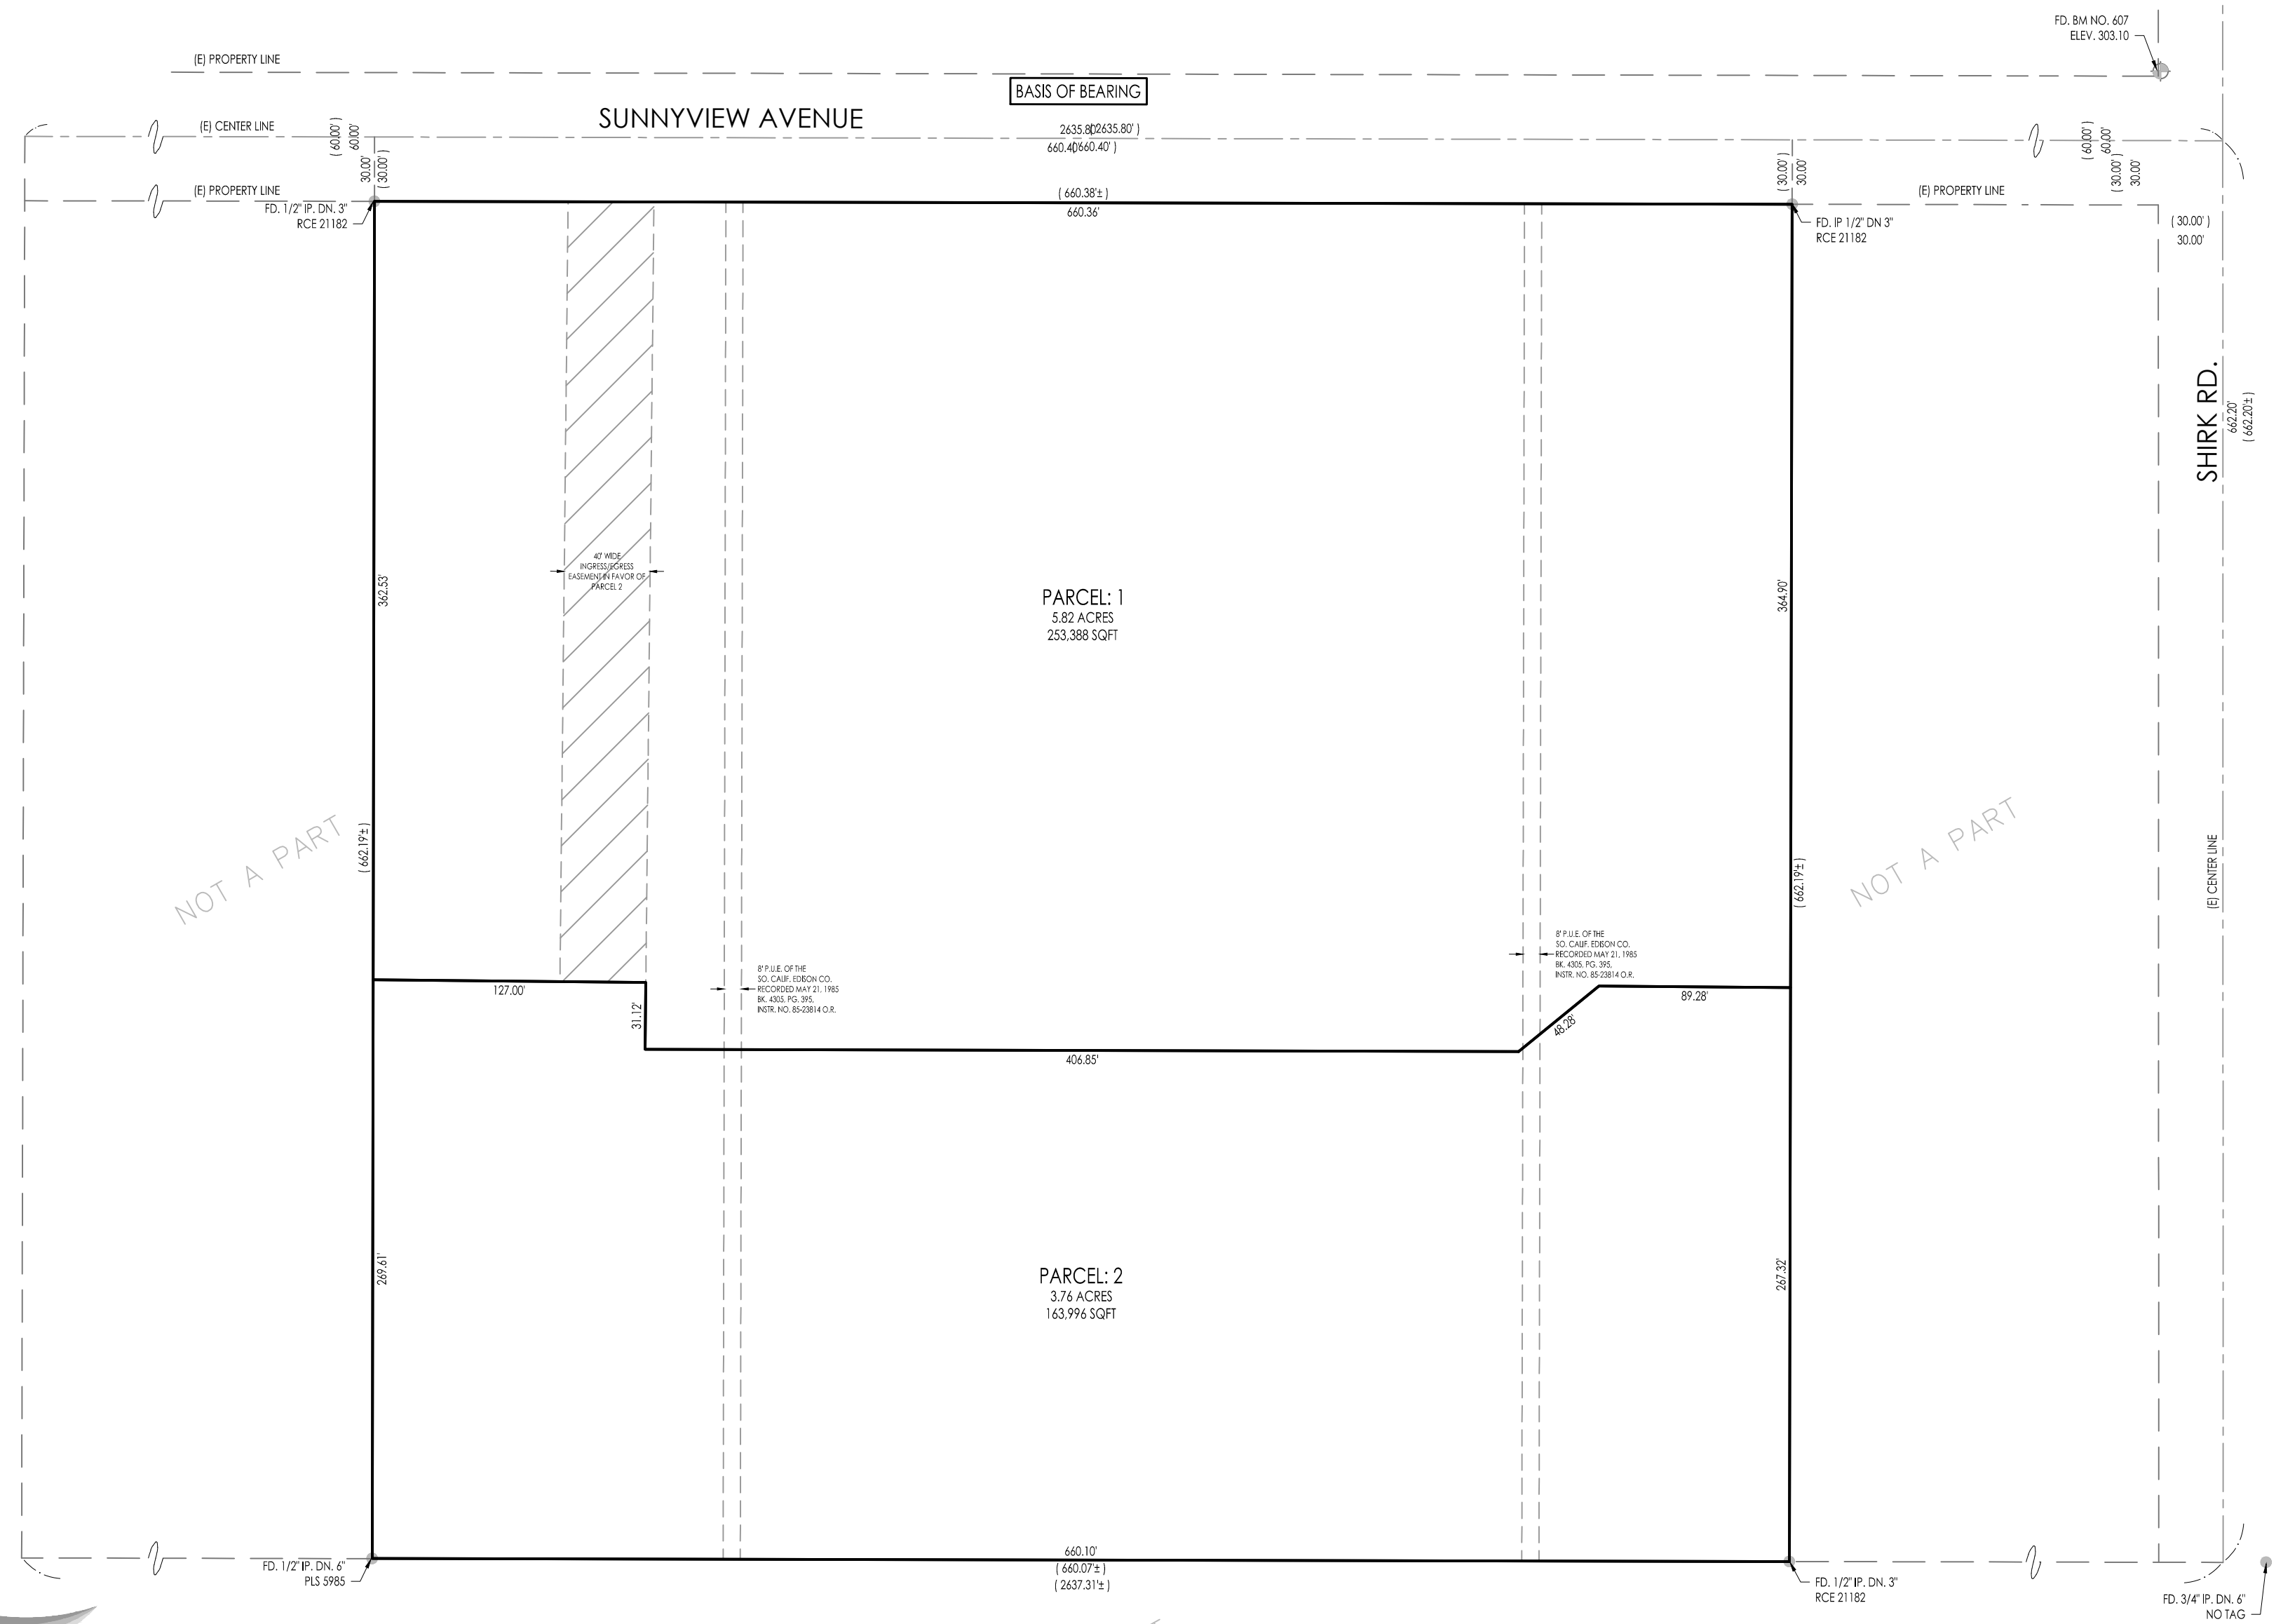 FD. BM NO. 607
ELEV. 303.10
(E) PROPERTY LINE
BASIS OF BEARING
SUNNYVIEW AVENUE
(E) CENTER LINE
2635.80'
( 2635.80' )
660.40'
( 660.40' )
( 60.00' )
60.00'
30.00'
( 30.00' )
( 30.00' )
30.00'
( 60.00' )
60.00'
( 30.00' )
30.00'
(E) PROPERTY LINE
( 660.38'± )
660.36'
(E) PROPERTY LINE
FD. 1/2" IP. DN. 3"
RCE 21182
FD. IP 1/2" DN 3"
RCE 21182
( 30.00' )
30.00'
SHIRK RD.
662.20'
( 662.20'± )
40' WIDE
INGRESS/EGRESS
EASEMENT IN FAVOR OF
PARCEL 2
362.53'
PARCEL: 1
5.82 ACRES
253,388 SQFT
364.90'
NOT A PART
( 662.19'± )
( 662.19'± )
NOT A PART
(E) CENTER LINE
8' P.U.E. OF THE
SO. CALIF. EDISON CO.
RECORDED MAY 21, 1985
BK. 4305, PG. 395,
INSTR. NO. 85-23814 O.R.
8' P.U.E. OF THE
SO. CALIF. EDISON CO.
RECORDED MAY 21, 1985
BK. 4305, PG. 395,
INSTR. NO. 85-23814 O.R.
127.00'
31.12'
406.85'
48.28'
89.28'
269.61'
PARCEL: 2
3.76 ACRES
163,996 SQFT
267.32'
660.10'
( 660.07'± )
( 2637.31'± )
FD. 1/2" IP. DN. 6"
PLS 5985
FD. 1/2" IP. DN. 3"
RCE 21182
FD. 3/4" IP. DN. 6"
NO TAG